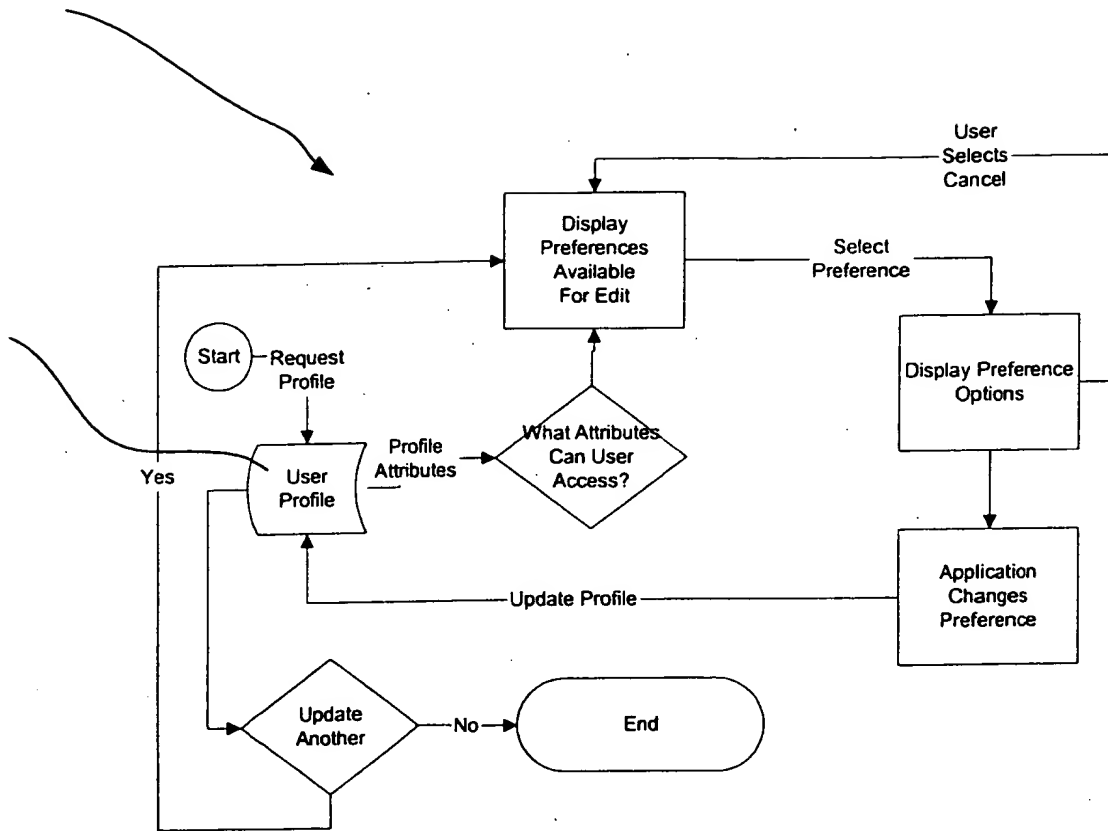 User
Selects
Cancel
Display
Preferences
Available
For Edit
Select
Preference
Start
Request
Profile
Display Preference
Options
What Attributes
Can User
Access?
Profile
Attributes
User
Profile
Yes
Application
Changes
Preference
Update Profile
Update
Another
No
End